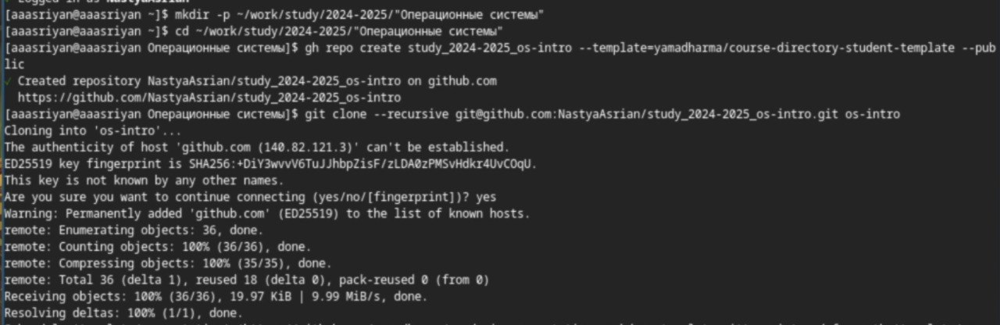 Logged in as NastyaAsrian
[aaasriyan@aaasriyan ~]$ mkdir -p ~/work/study/2024-2025/"Операционные системы"
[aaasriyan@aaasriyan ~]$ cd ~/work/study/2024-2025/"Операционные системы"
[aaasriyan@aaasriyan Операционные системы]$ gh repo create study_2024-2025_os-intro --template=yamadharma/course-directory-student-template --pub
lic
✓ Created repository NastyaAsrian/study_2024-2025_os-intro on github.com
https://github.com/NastyaAsrian/study_2024-2025_os-intro
[aaasriyan@aaasriyan Операционные системы]$ git clone --recursive git@github.com:NastyaAsrian/study_2024-2025_os-intro.git os-intro
Cloning into 'os-intro'...
The authenticity of host 'github.com (140.82.121.3)' can't be established.
ED25519 key fingerprint is SHA256:+DiY3wvvV6TuJJhbpZisF/zLDA0zPMSvHdkr4UvCOqU.
This key is not known by any other names.
Are you sure you want to continue connecting (yes/no/[fingerprint])? yes
Warning: Permanently added 'github.com' (ED25519) to the list of known hosts.
remote: Enumerating objects: 36, done.
remote: Counting objects: 100% (36/36), done.
remote: Compressing objects: 100% (35/35), done.
remote: Total 36 (delta 1), reused 18 (delta 0), pack-reused 0 (from 0)
Receiving objects: 100% (36/36), 19.97 KiB | 9.99 MiB/s, done.
Resolving deltas: 100% (1/1), done.